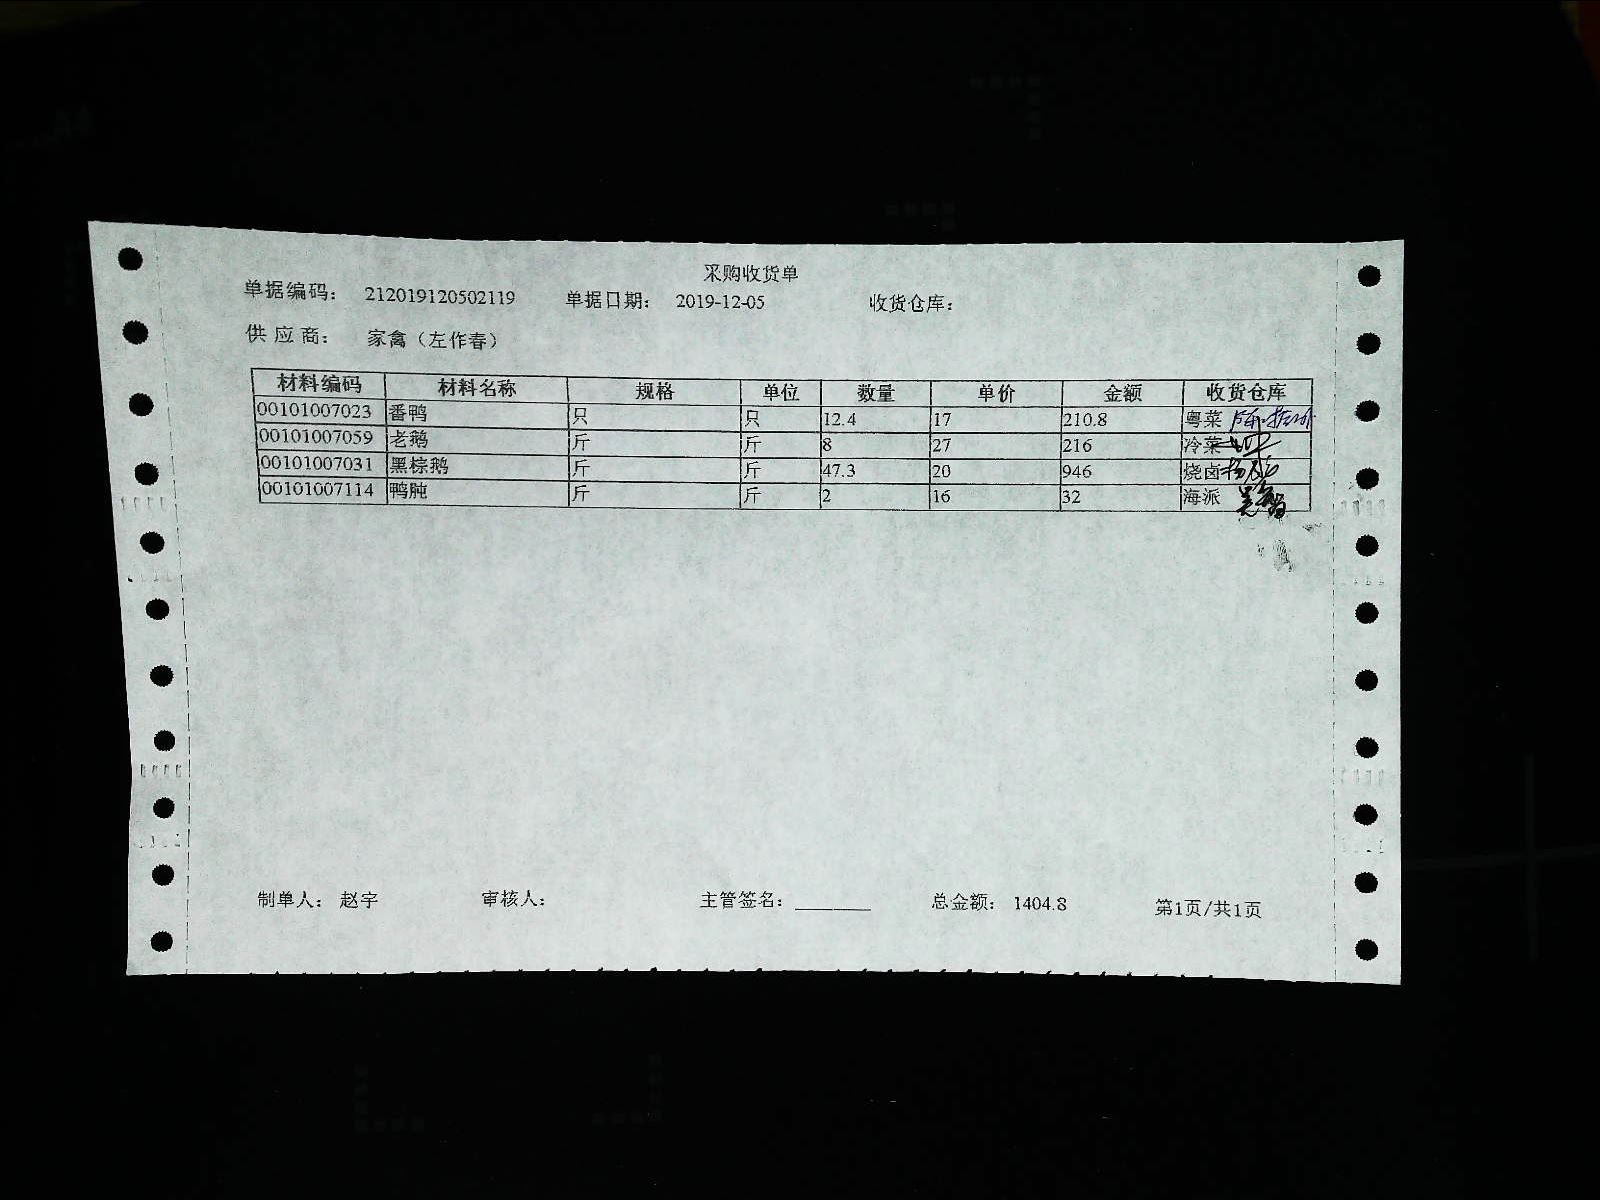 采购收货单
单据编码： 212019120502119 单据日期： 2019-12-05 收货仓库：
供 应 商： 家禽（左作春）
材料编码 材料名称 规格 单位 数量 单价 金额 收货仓库
00101007023 番鸭 只 只 12.4 17 210.8 粤菜
00101007059 老鹅 斤 斤 8 27 216 冷菜
00101007031 黑棕鹅 斤 斤 47.3 20 946 烧卤
00101007114 鸭肫 斤 斤 2 16 32 海派
制单人： 赵宇 审核人： 主管签名： 总金额： 1404.8 第1页/共1页